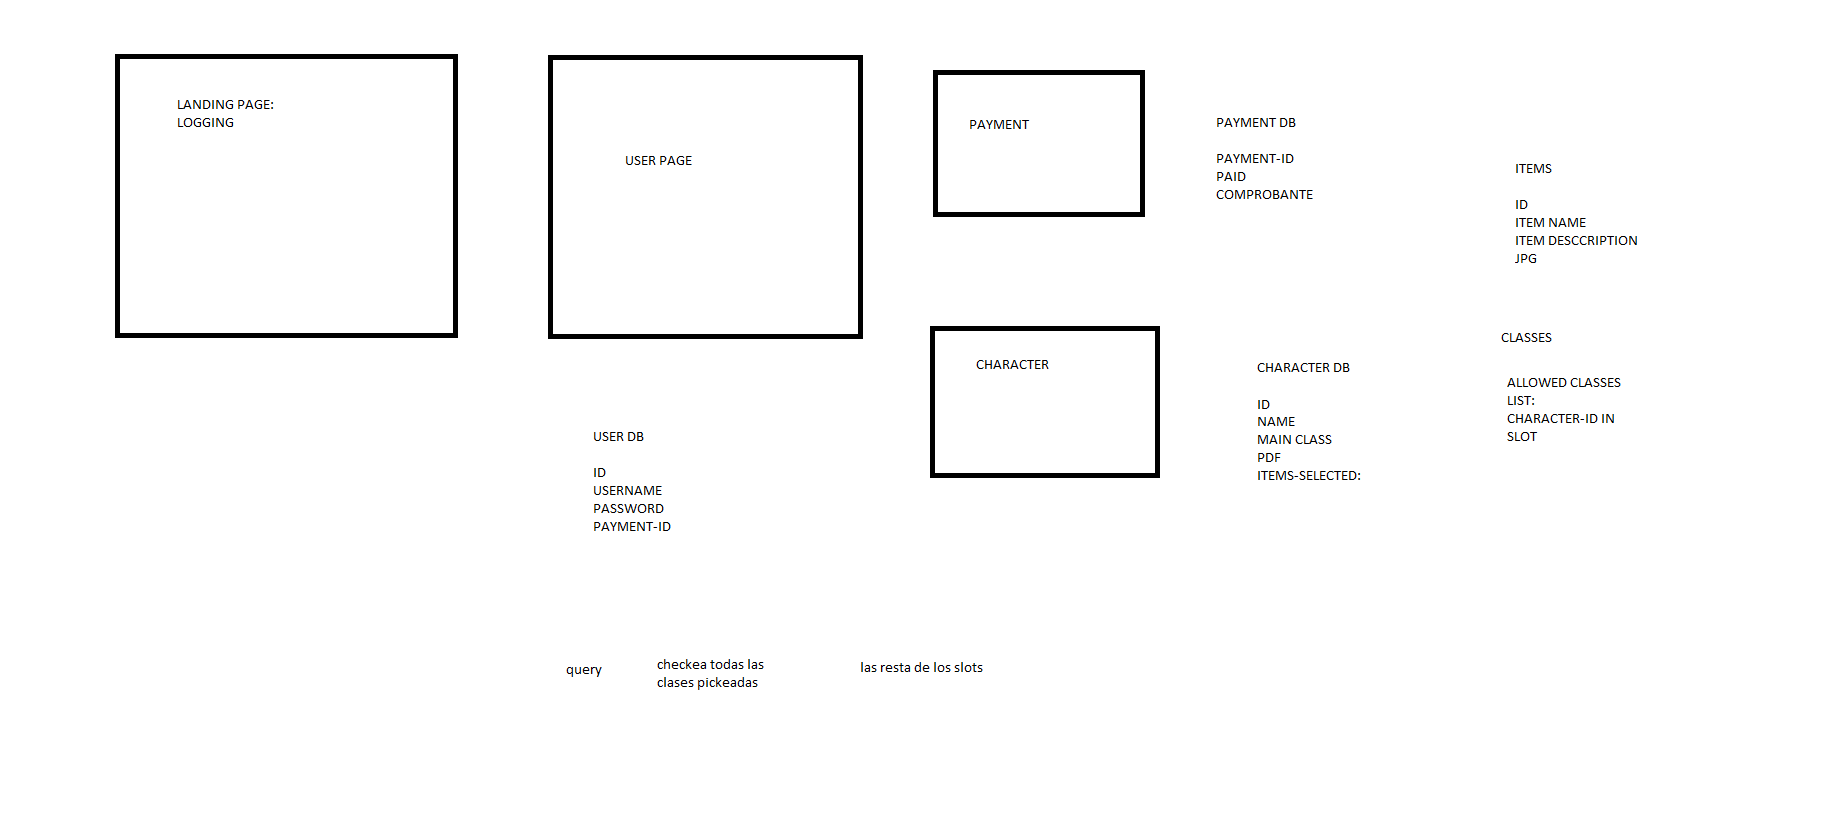 LANDING PAGE:
LOGGING
USER PAGE
PAYMENT
PAYMENT DB
PAYMENT-ID
PAID
COMPROBANTE
ITEMS
ID
ITEM NAME
ITEM DESCCRIPTION
JPG
CHARACTER
CHARACTER DB
ID
NAME
MAIN CLASS
PDF
ITEMS-SELECTED:
CLASSES
ALLOWED CLASSES
LIST:
CHARACTER-ID IN
SLOT
USER DB
ID
USERNAME
PASSWORD
PAYMENT-ID
query
checkea todas las
clases pickeadas
las resta de los slots